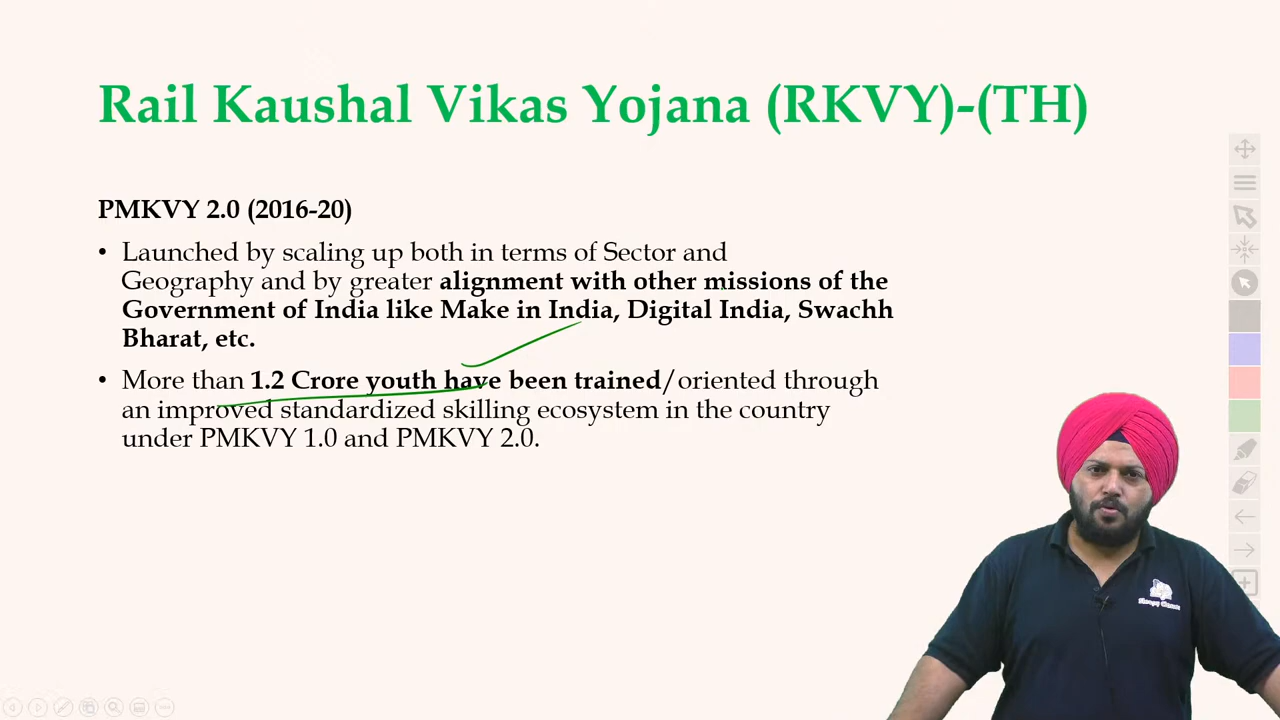 Rail Kaushal Vikas Yojana (RKVY)-(TH)
PMKVY 2.0 (2016-20)
• Launched by scaling up both in terms of Sector and
Geography and by greater alignment with other missions of the
Government of India like Make in India, Digital India, Swachh
Bharat, etc.
• More than 1.2 Crore youth have been trained/oriented through
an improved standardized skilling ecosystem in the country
under PMKVY 1.0 and PMKVY 2.0.